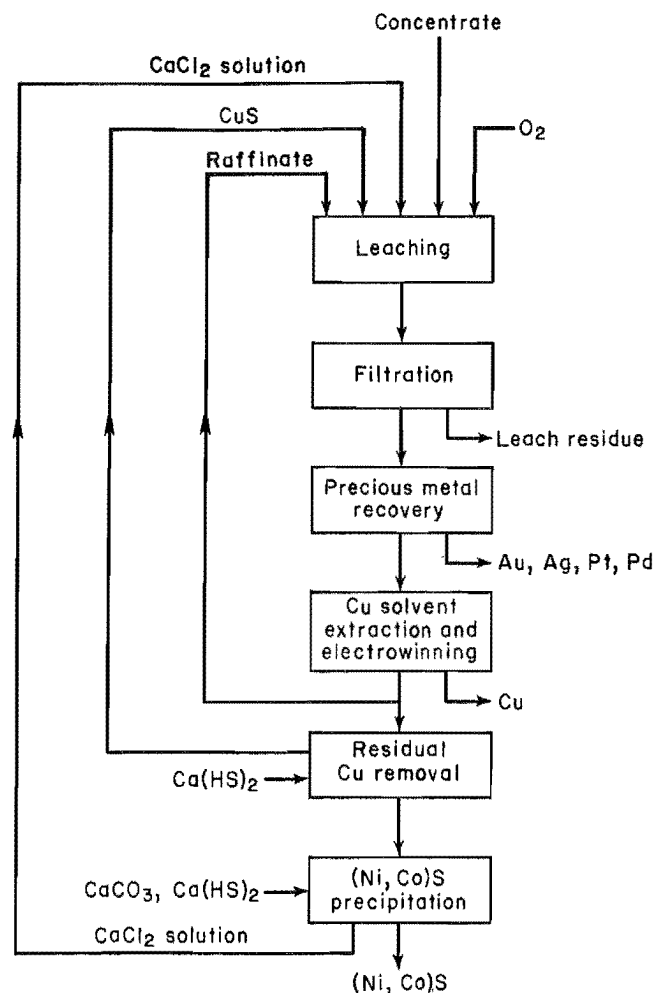 Concentrate
CaCl2 solution
CuS
O2
Raffinate
Leaching
Filtration
Leach residue
Precious metal
recovery
Au, Ag, Pt, Pd
Cu solvent
extraction and
electrowinning
Cu
Residual
Cu removal
Ca(HS)2
(Ni, Co)S
precipitation
CaCO3, Ca(HS)2
CaCl2 solution
(Ni, Co)S